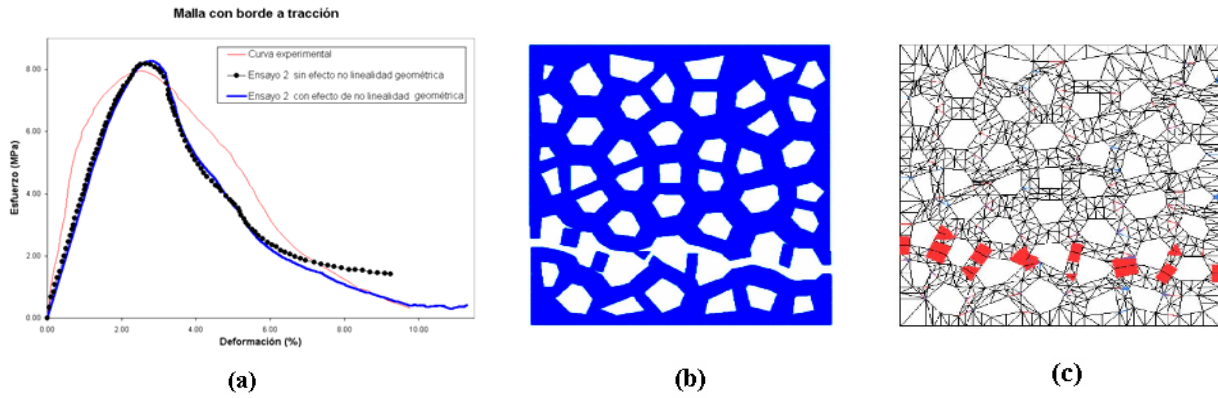 Malla con borde a tracción
Curva experimental
Ensayo 2 sin efecto no linealidad geométrica
Ensayo 2 con efecto de no linealidad geométrica
8.00
6.00
4.00
2.00
0.00
Esfuerzo (MPa)
0.00 2.00 4.00 6.00 8.00 10.00
Deformación (%)
(a)
(b)
(c)